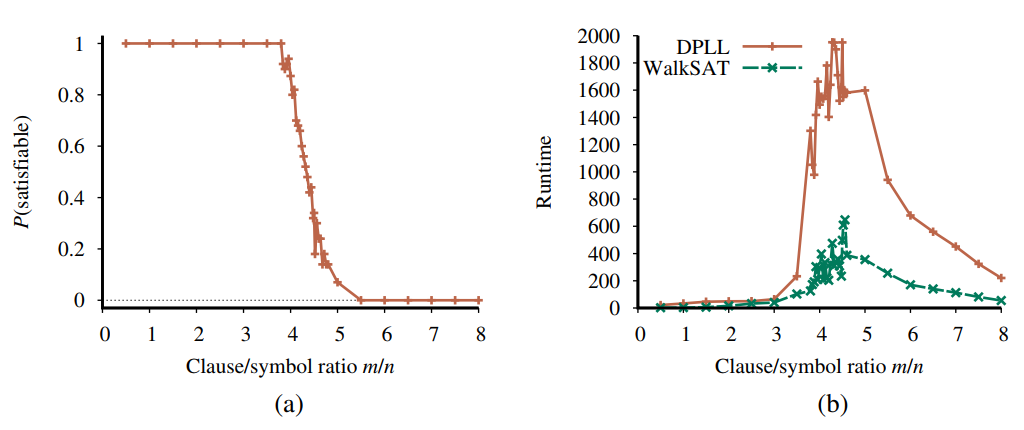 1
0.8
0.6
0.4
0.2
0
P(satisfiable)
0 1 2 3 4 5 6 7 8
Clause/symbol ratio m/n
(a)
2000
1800
1600
1400
1200
1000
800
600
400
200
0
Runtime
DPLL
WalkSAT
0 1 2 3 4 5 6 7 8
Clause/symbol ratio m/n
(b)